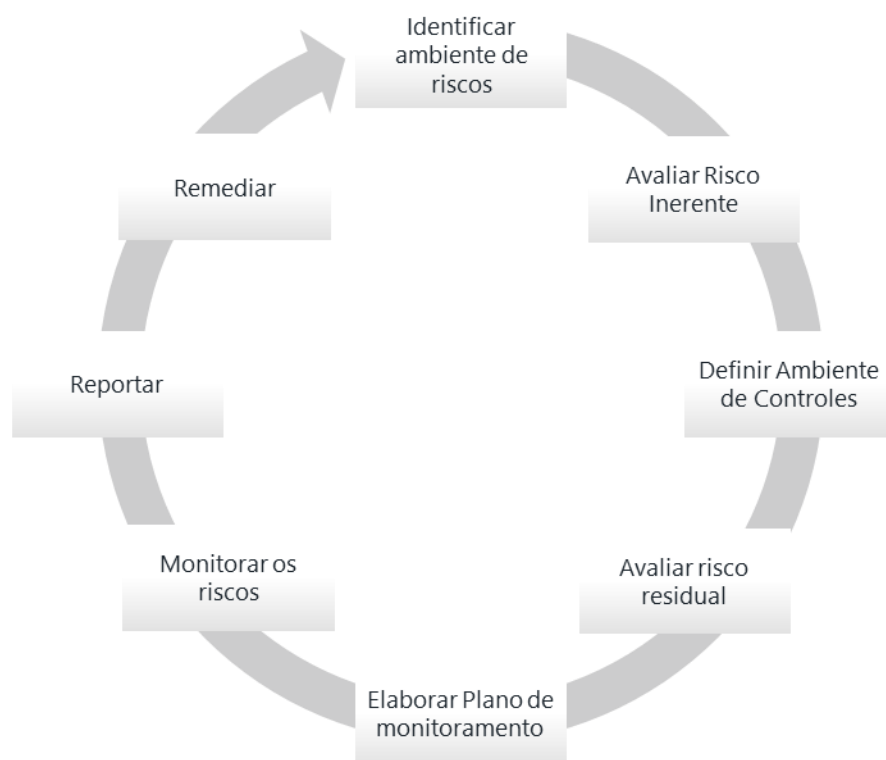 Identificar
ambiente de
riscos
Avaliar Risco
Inerente
Definir Ambiente
de Controles
Avaliar risco
residual
Elaborar Plano de
monitoramento
Monitorar os
riscos
Reportar
Remediar